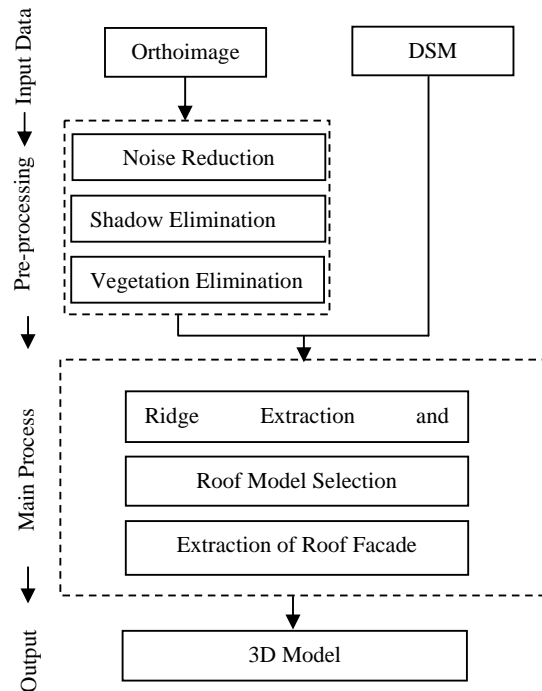 Input Data
Orthoimage
DSM
Pre-processing
Noise Reduction
Shadow Elimination
Vegetation Elimination
Main Process
Ridge Extraction and
Roof Model Selection
Extraction of Roof Facade
Output
3D Model